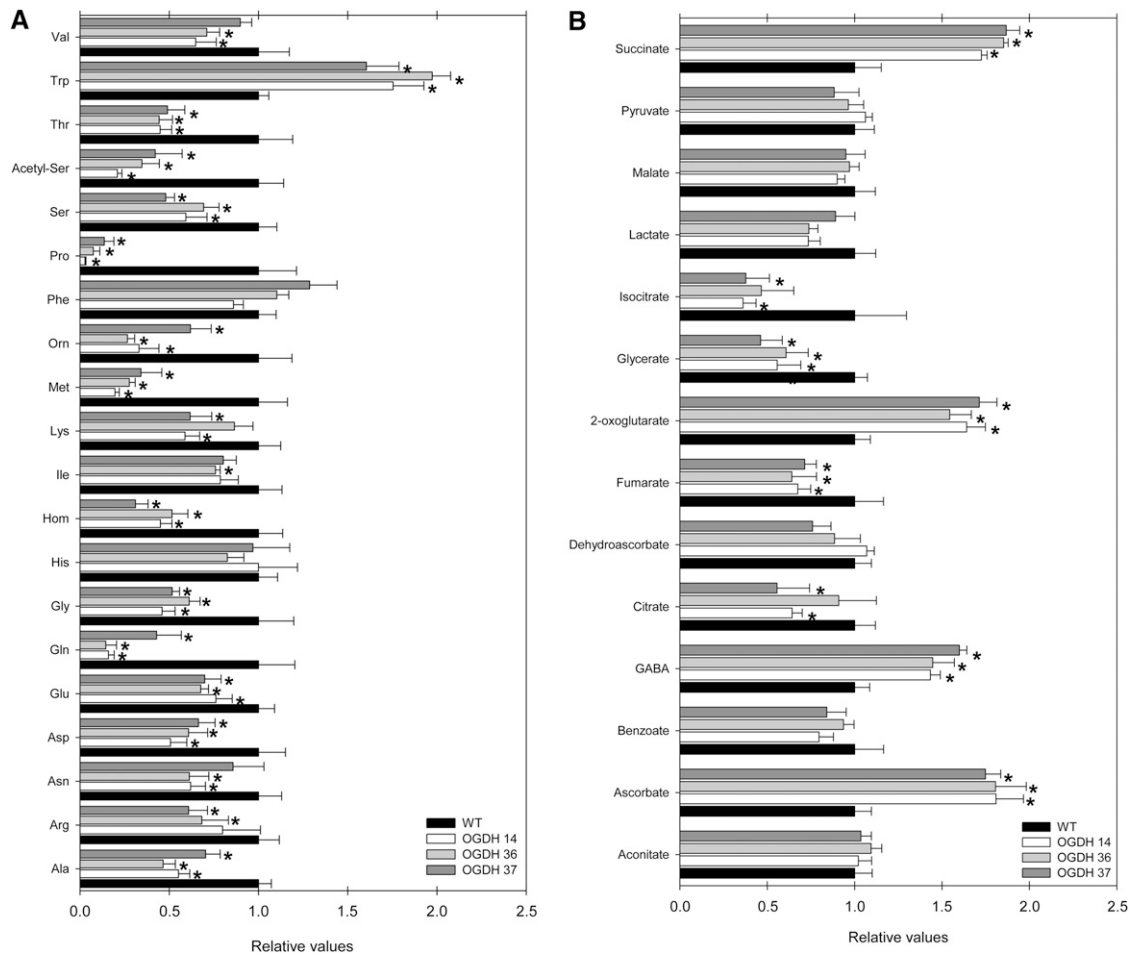 A
Val
Trp
Thr
Acetyl-Ser
Ser
Pro
Phe
Orn
Met
Lys
Ile
Hom
His
Gly
Gln
Glu
Asp
Asn
Arg
Ala
* *
* * *
* * *
* * *
* * *
* * *
* * *
* * *
* *
*
* * *
* * *
* * *
* * *
* * *
* *
* *
* * *
WT
OGDH 14
OGDH 36
OGDH 37
0.0 0.5 1.0 1.5 2.0 2.5
Relative values
B
Succinate
Pyruvate
Malate
Lactate
Isocitrate
Glycerate
2-oxoglutarate
Fumarate
Dehydroascorbate
Citrate
GABA
Benzoate
Ascorbate
Aconitate
* * *
* *
* * *
* * *
* * *
* *
* * *
* * *
WT
OGDH 14
OGDH 36
OGDH 37
0.0 0.5 1.0 1.5 2.0 2.5
Relative values